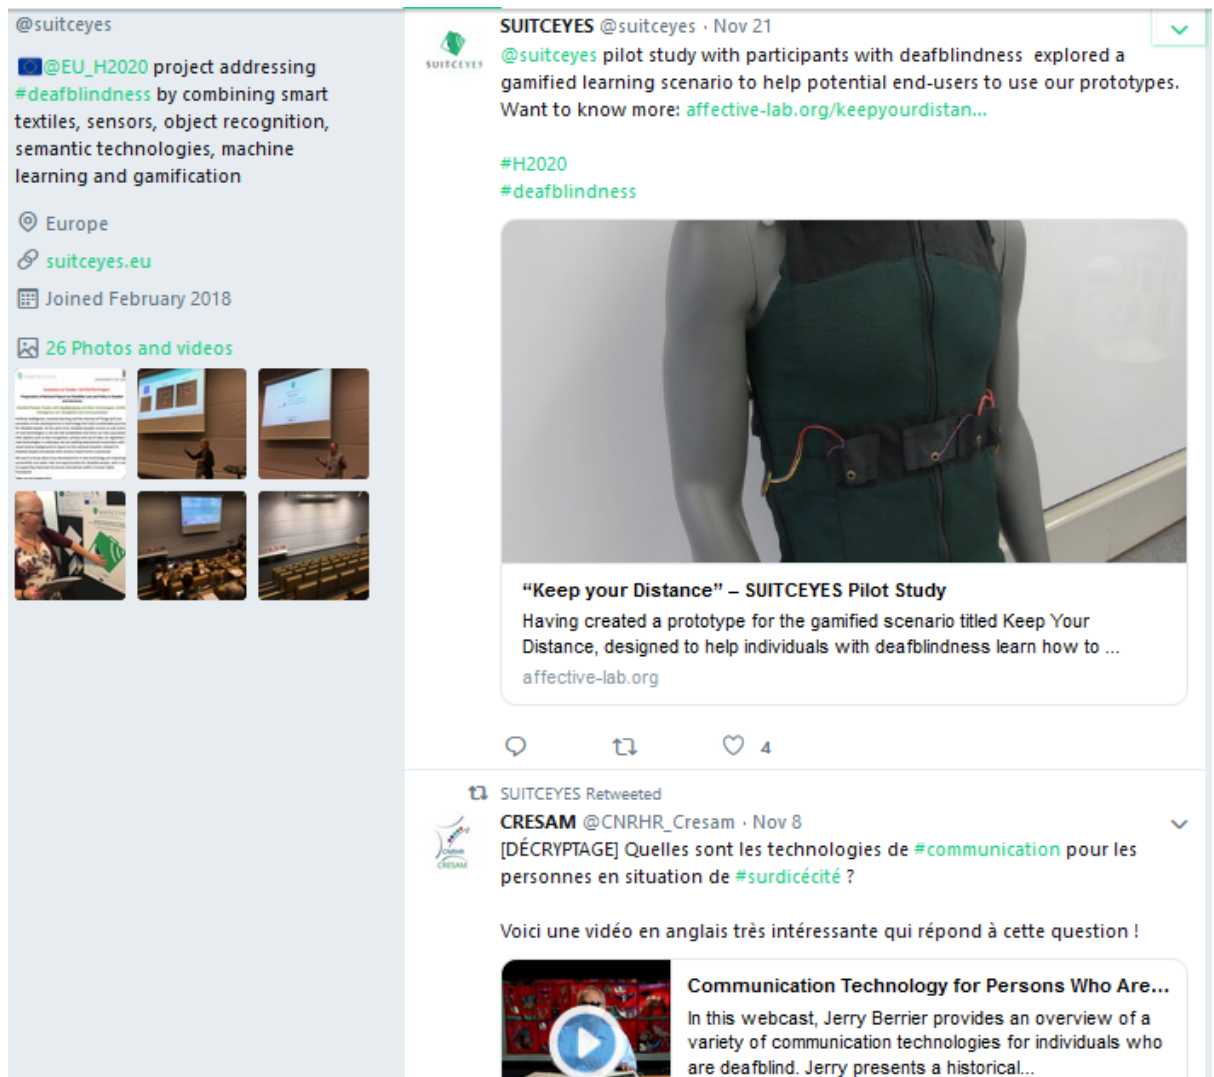 @suitceyes
@EU_H2020 project addressing
#deafblindness by combining smart
textiles, sensors, object recognition,
semantic technologies, machine
learning and gamification
Europe
suitceyes.eu
Joined February 2018
26 Photos and videos
SUITCEYES
SUITCEYES @suitceyes · Nov 21
@suitceyes pilot study with participants with deafblindness explored a
gamified learning scenario to help potential end-users to use our prototypes.
Want to know more: affective-lab.org/keepyourdistan...
#H2020
#deafblindness
“Keep your Distance” – SUITCEYES Pilot Study
Having created a prototype for the gamified scenario titled Keep Your
Distance, designed to help individuals with deafblindness learn how to ...
affective-lab.org
4
SUITCEYES Retweeted
CNRHR
CRESAM
CRESAM @CNRHR_Cresam · Nov 8
[DÉCRYPTAGE] Quelles sont les technologies de #communication pour les
personnes en situation de #surdicécité ?
Voici une vidéo en anglais très intéressante qui répond à cette question !
Communication Technology for Persons Who Are...
In this webcast, Jerry Berrier provides an overview of a
variety of communication technologies for individuals who
are deafblind. Jerry presents a historical...